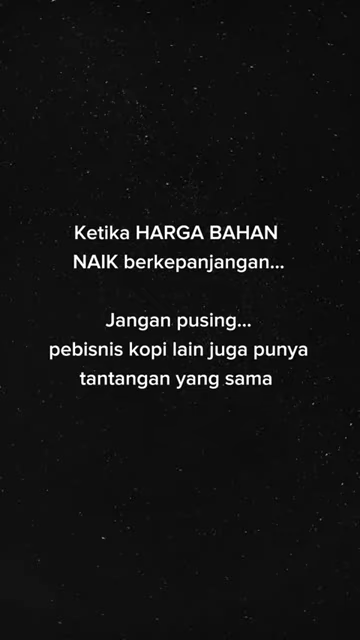 Ketika HARGA BAHAN
NAIK berkepanjangan...
Jangan pusing...
pebisnis kopi lain juga punya
tantangan yang sama